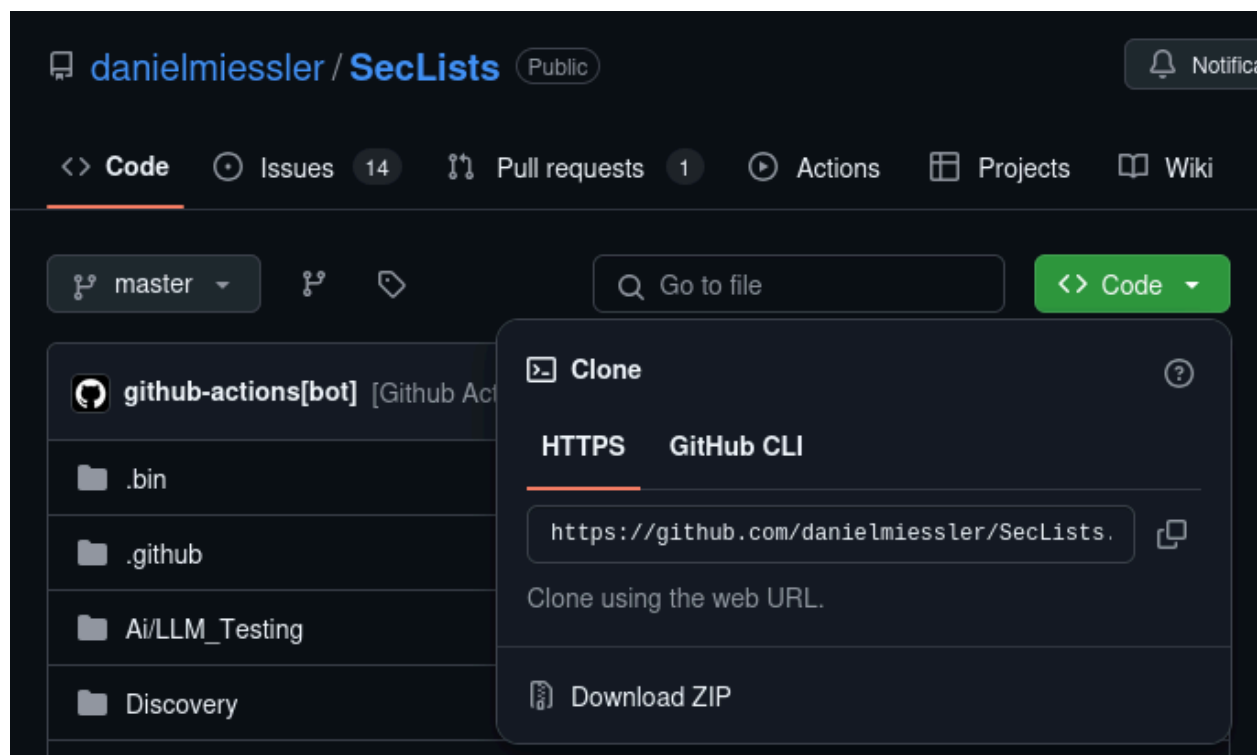 danielmiessler / SecLists Public
Notifica
Code Issues 14 Pull requests 1 Actions Projects Wiki
master Go to file Code
github-actions[bot] [Github Act
.bin
.github
Ai/LLM_Testing
Discovery
Clone
HTTPS GitHub CLI
https://github.com/danielmiessler/SecLists.
Clone using the web URL.
Download ZIP